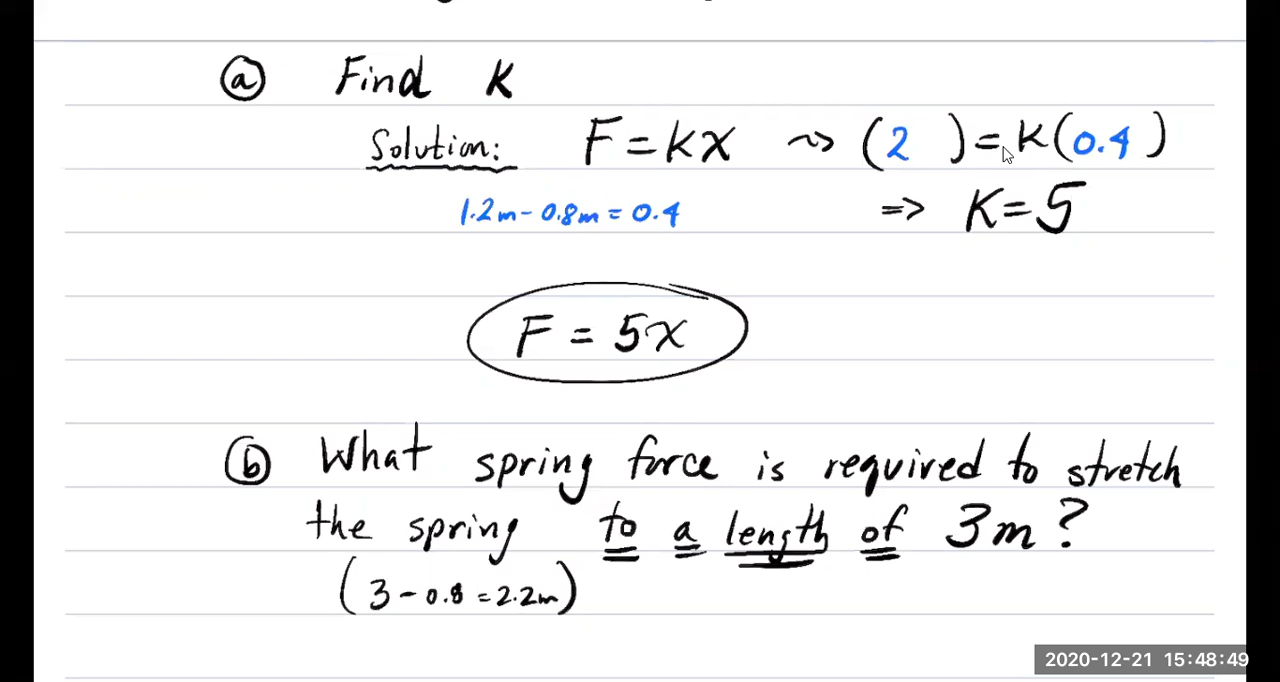 ⓐ Find K
Solution: F = Kx ~> (2 ) = K(0.4 )
1.2m - 0.8m = 0.4 => K = 5
F = 5x
ⓑ What spring force is required to stretch
the spring to a length of 3m?
(3 - 0.8 = 2.2m)
2020-12-21 15:48:49